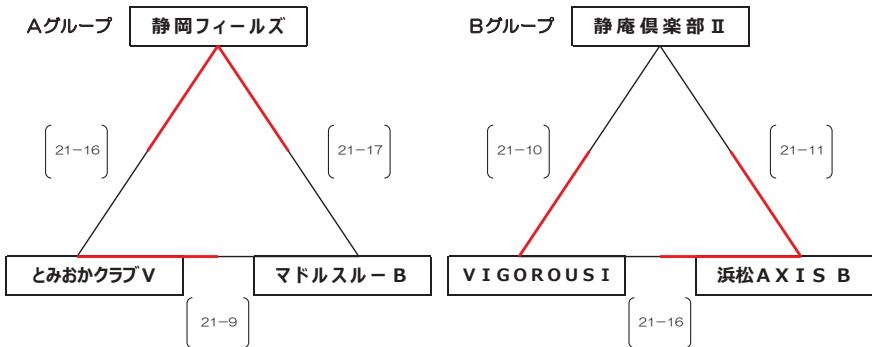 Aグループ
静岡フィールズ
21-16
21-17
とみおかクラブV
マドルスルーB
21-9
Bグループ
静庵倶楽部Ⅱ
21-10
21-11
VIGOROUSI
浜松AXIS B
21-16